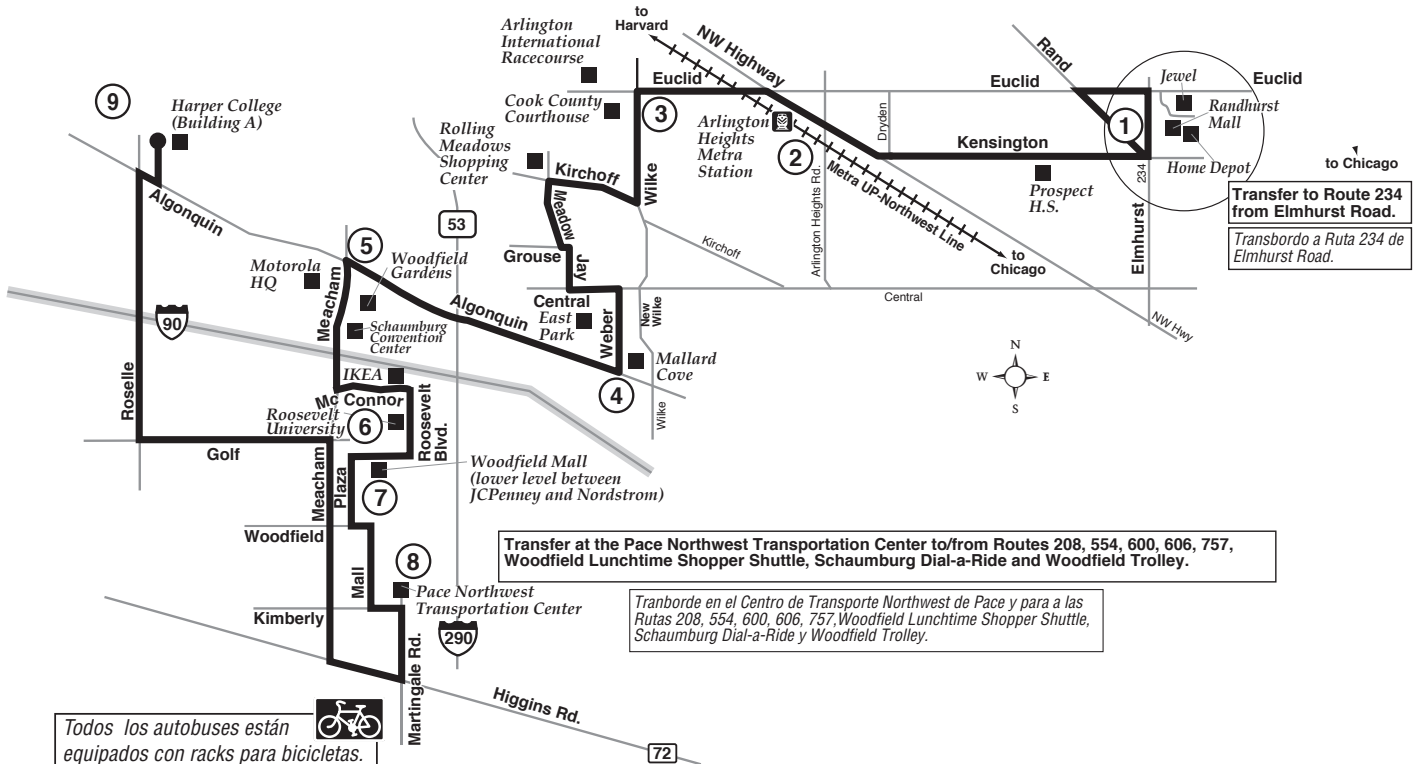 to
Harvard
Arlington
International
Racecourse
NW Highway
Rand
Euclid
Euclid
Euclid
Jewel
Randhurst
Mall
9
Harper College
(Building A)
Cook County
Courthouse
3
Arlington
Heights
Metra
Station
2
Dryden
1
Kensington
Home Depot
to Chicago
Rolling
Meadows
Shopping
Center
Kirchoff
Wilke
Metra UP-Northwest Line
Arlington Heights Rd.
Prospect
H.S.
234
Elmhurst
Transfer to Route 234
from Elmhurst Road.
Transbordo a Ruta 234 de
Elmhurst Road.
Algonquin
53
Meadow
Kirchoff
Grouse
Jay
to
Chicago
5
Woodfield
Gardens
Motorola
HQ
Meacham
Algonquin
Central
Central
East
Park
Weber
New
Wilke
NW Hwy
90
Schaumburg
Convention
Center
Mallard
Cove
4
Wilke
N
W
E
S
IKEA
Mc Connor
Roselle
Roosevelt
University
6
Roosevelt
Blvd.
Golf
Meacham
Plaza
Woodfield Mall
(lower level between
JCPenney and Nordstrom)
7
Woodfield
Mall
8
Transfer at the Pace Northwest Transportation Center to/from Routes 208, 554, 600, 606, 757,
Woodfield Lunchtime Shopper Shuttle, Schaumburg Dial-a-Ride and Woodfield Trolley.
Pace Northwest
Transportation Center
Kimberly
Tranborde en el Centro de Transporte Northwest de Pace y para a las
Rutas 208, 554, 600, 606, 757,Woodfield Lunchtime Shopper Shuttle,
Schaumburg Dial-a-Ride y Woodfield Trolley.
290
Martingale Rd.
Higgins Rd.
72
Todos los autobuses están
equipados con racks para bicicletas.